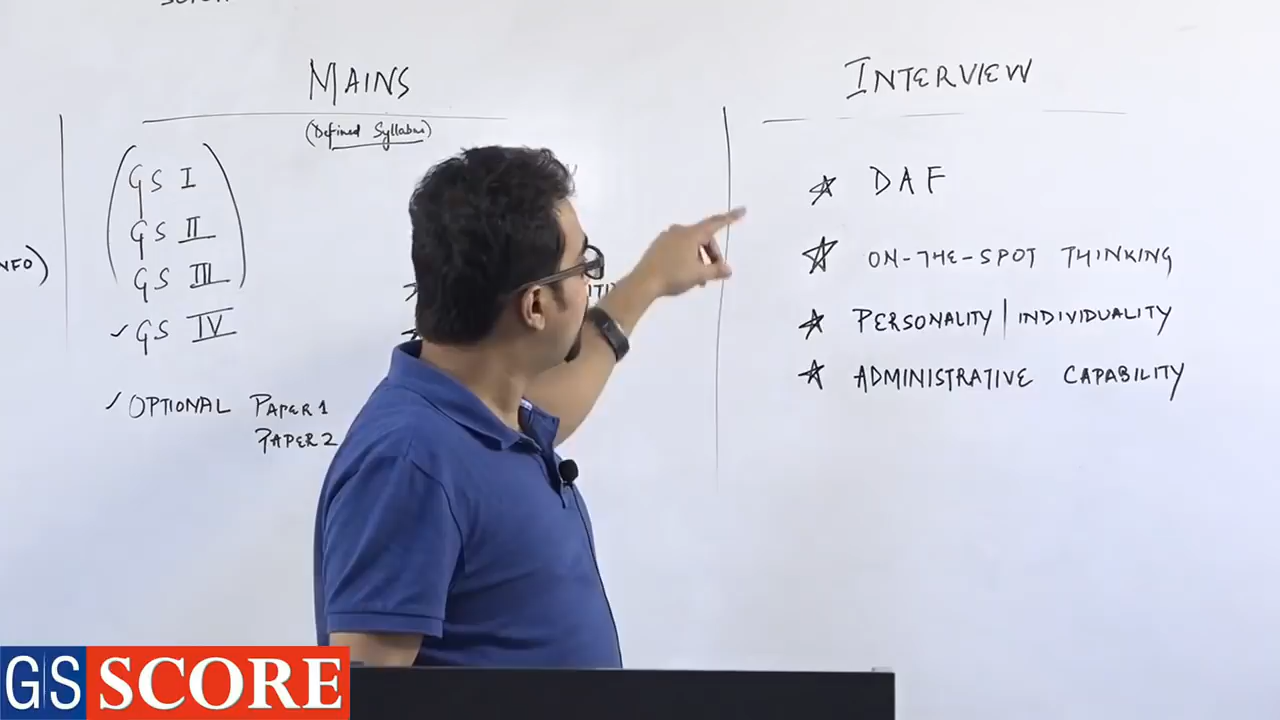 MAINS
(Defined Syllabus)
GS I
GS II
GS III
GS IV
OPTIONAL PAPER 1
PAPER 2
INTERVIEW
DAF
ON-THE-SPOT THINKING
PERSONALITY | INDIVIDUALITY
ADMINISTRATIVE CAPABILITY
GS SCORE